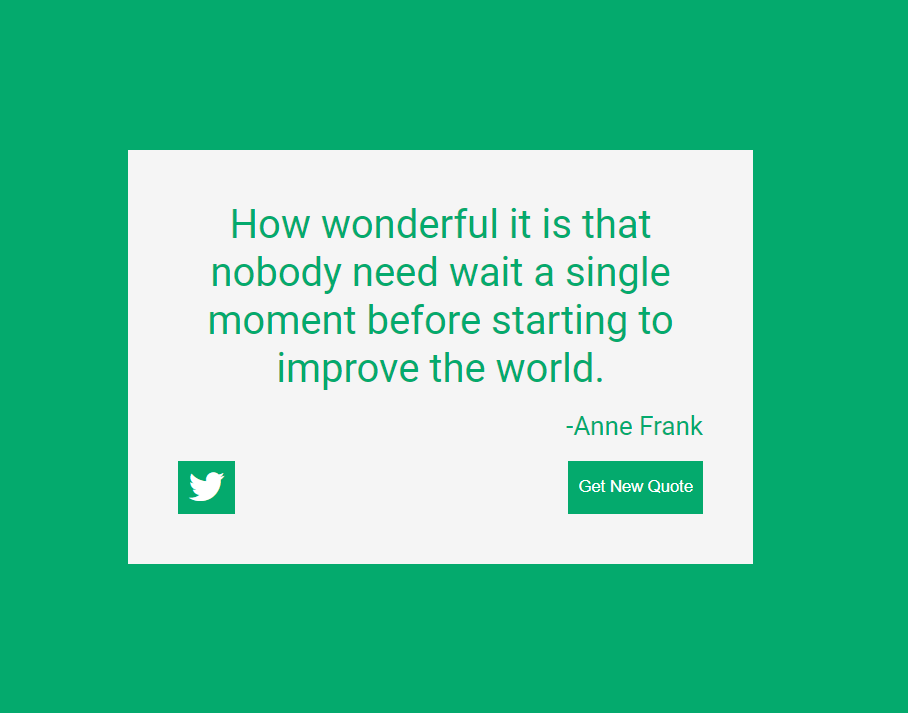 How wonderful it is that
nobody need wait a single
moment before starting to
improve the world.
-Anne Frank
Get New Quote